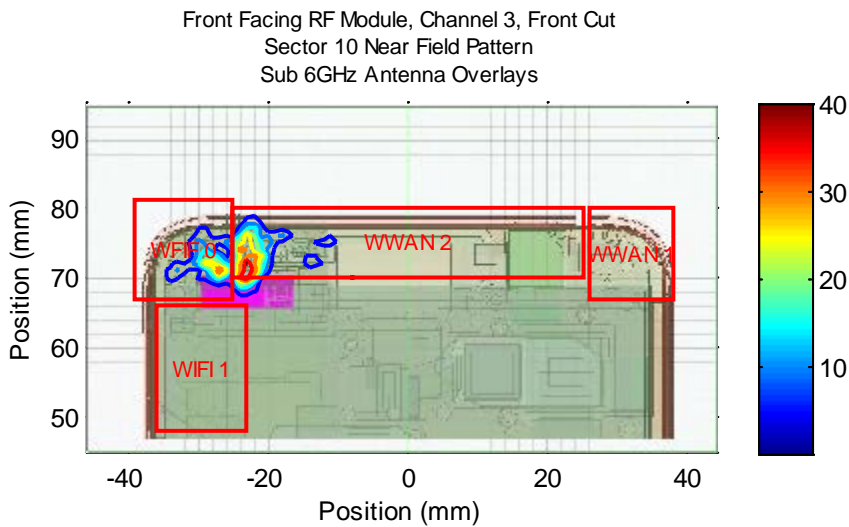 Front Facing RF Module, Channel 3, Front Cut
Sector 10 Near Field Pattern
Sub 6GHz Antenna Overlays
90
80
70
60
50
Position (mm)
WIFI 0
WWAN 2
WWAN 1
WIFI 1
-40
-20
0
20
40
Position (mm)
40
30
20
10